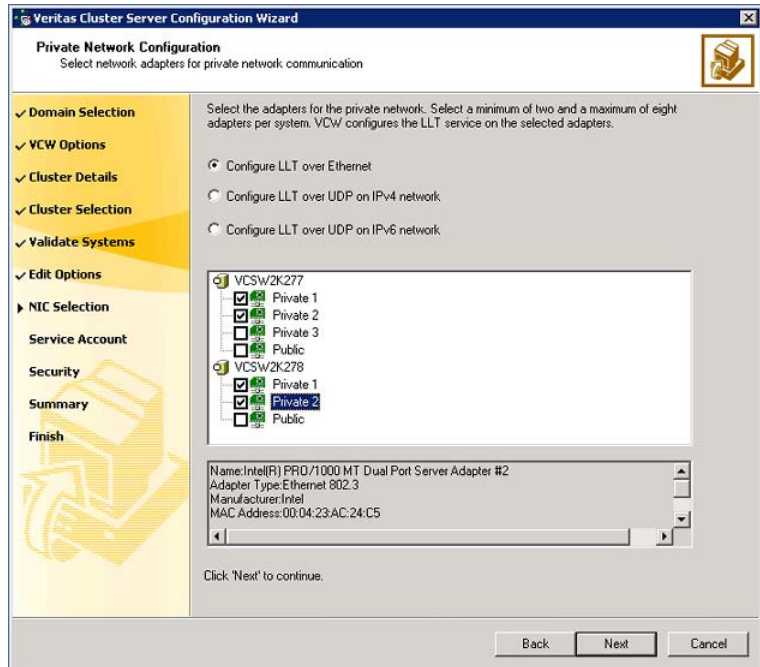 Veritas Cluster Server Configuration Wizard
Private Network Configuration
Select network adapters for private network communication
Domain Selection
VCW Options
Cluster Details
Cluster Selection
Validate Systems
Edit Options
NIC Selection
Service Account
Security
Summary
Finish
Select the adapters for the private network. Select a minimum of two and a maximum of eight
adapters per system. VCW configures the LLT service on the selected adapters.
Configure LLT over Ethernet
Configure LLT over UDP on IPv4 network
Configure LLT over UDP on IPv6 network
VCSW2K277
Private 1
Private 2
Private 3
Public
VCSW2K278
Private 1
Private 2
Public
Name:Intel(R) PRO/1000 MT Dual Port Server Adapter #2
Adapter Type:Ethernet 802.3
Manufacturer:Intel
MAC Address:00:04:23:AC:24:C5
Click 'Next' to continue.
Back
Next
Cancel